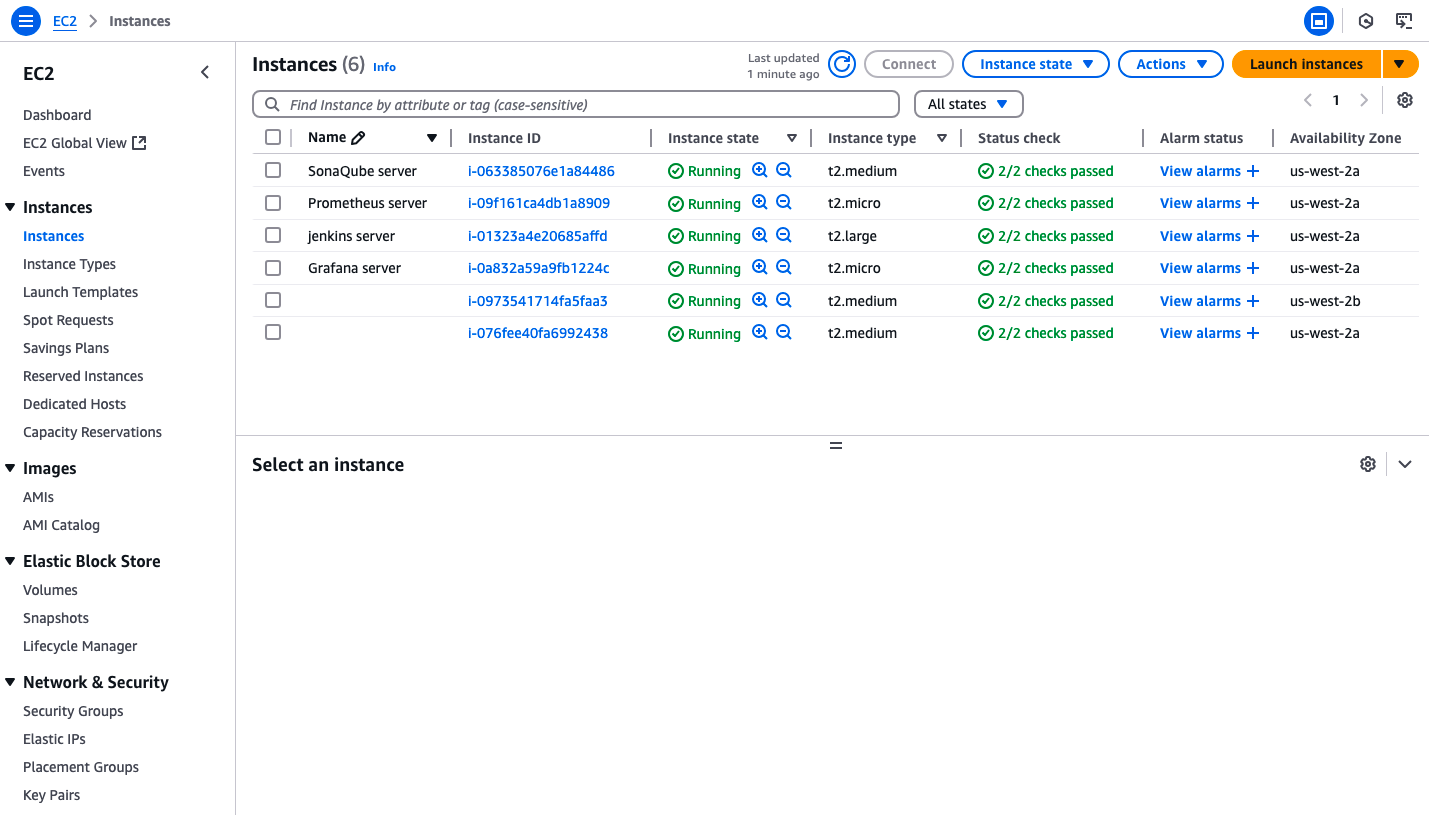 EC2 Instances
EC2
Dashboard
EC2 Global View
Events
Instances
Instances
Instance Types
Launch Templates
Spot Requests
Savings Plans
Reserved Instances
Dedicated Hosts
Capacity Reservations
Images
AMIs
AMI Catalog
Elastic Block Store
Volumes
Snapshots
Lifecycle Manager
Network & Security
Security Groups
Elastic IPs
Placement Groups
Key Pairs
Instances (6) Info
Last updated
1 minute ago
Connect Instance state Actions Launch instances
Find Instance by attribute or tag (case-sensitive) All states 1
Name Instance ID Instance state Instance type Status check Alarm status Availability Zone
SonaQube server i-063385076e1a84486 Running t2.medium 2/2 checks passed View alarms us-west-2a
Prometheus server i-09f161ca4db1a8909 Running t2.micro 2/2 checks passed View alarms us-west-2a
jenkins server i-01323a4e20685affd Running t2.large 2/2 checks passed View alarms us-west-2a
Grafana server i-0a832a59a9fb1224c Running t2.micro 2/2 checks passed View alarms us-west-2a
i-0973541714fa5faa3 Running t2.medium 2/2 checks passed View alarms us-west-2b
i-076fee40fa6992438 Running t2.medium 2/2 checks passed View alarms us-west-2a
Select an instance